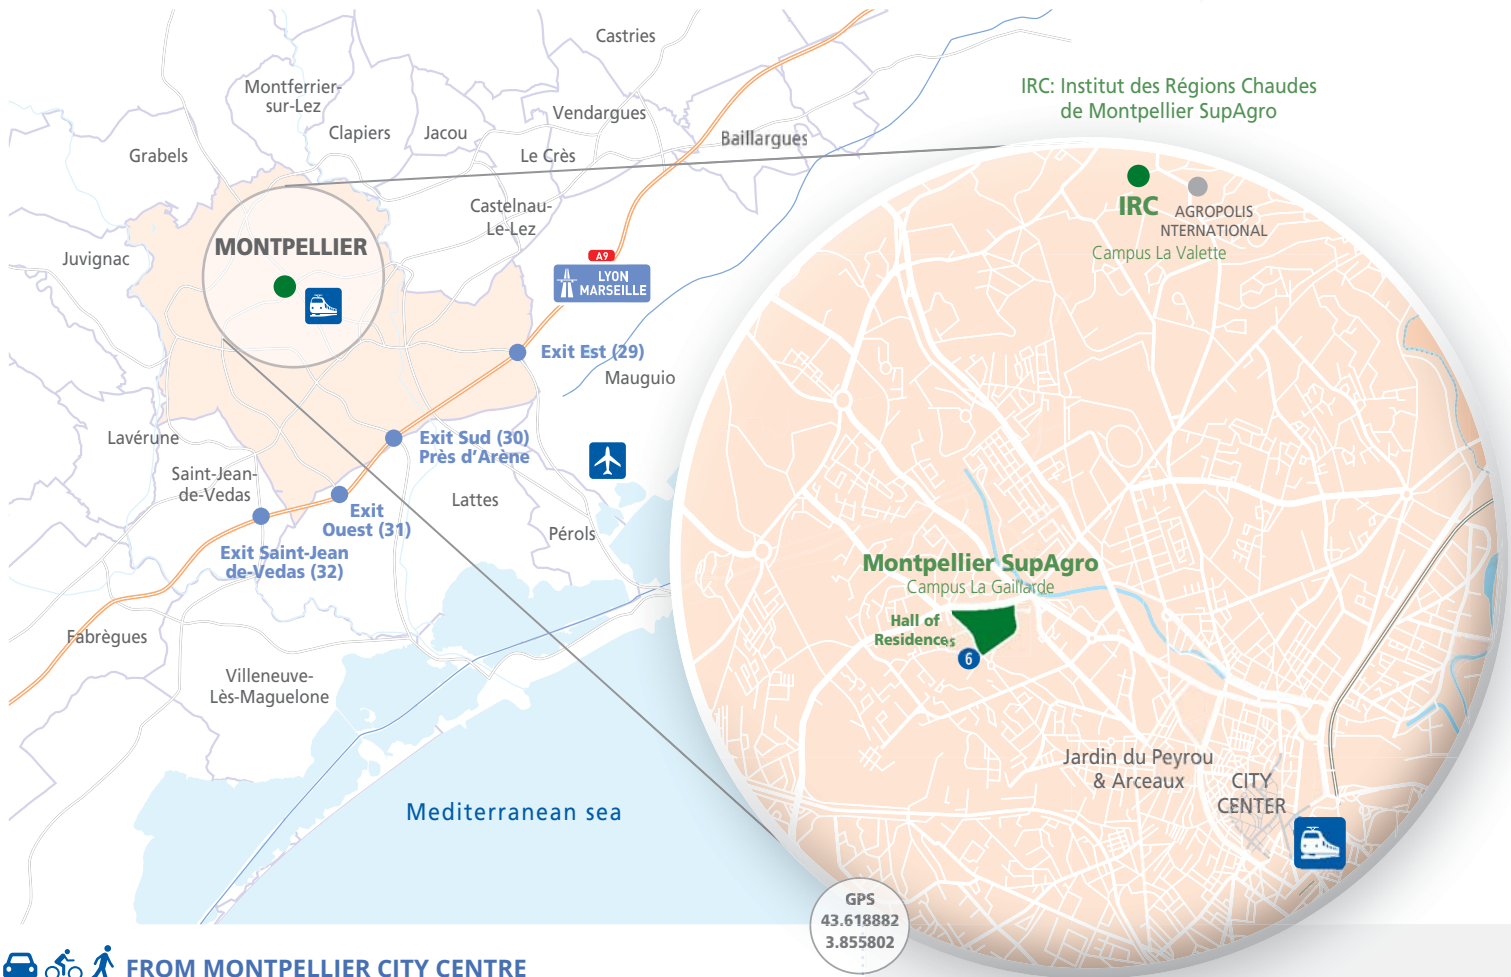 Castries
Montferrier-
sur-Lez
Clapiers
Jacou
Vendargues
Baillargues
Grabels
Le Crès
Castelnau-
Le-Lez
Juvignac
MONTPELLIER
A9
LYON
MARSEILLE
Exit Est (29)
Mauguio
Lavérune
Exit Sud (30)
Près d’Arène
Saint-Jean-
de-Vedas
Lattes
Exit
Ouest (31)
Pérols
Exit Saint-Jean
de-Vedas (32)
Fabrègues
Villeneuve-
Lès-Maguelone
Mediterranean sea
IRC: Institut des Régions Chaudes
de Montpellier SupAgro
IRC
AGROPOLIS
NTERNATIONAL
Campus La Valette
Montpellier SupAgro
Campus La Gaillarde
Hall of
Residences
6
Jardin du Peyrou
& Arceaux
CITY
CENTER
GPS
43.618882
3.855802
FROM MONTPELLIER CITY CENTRE